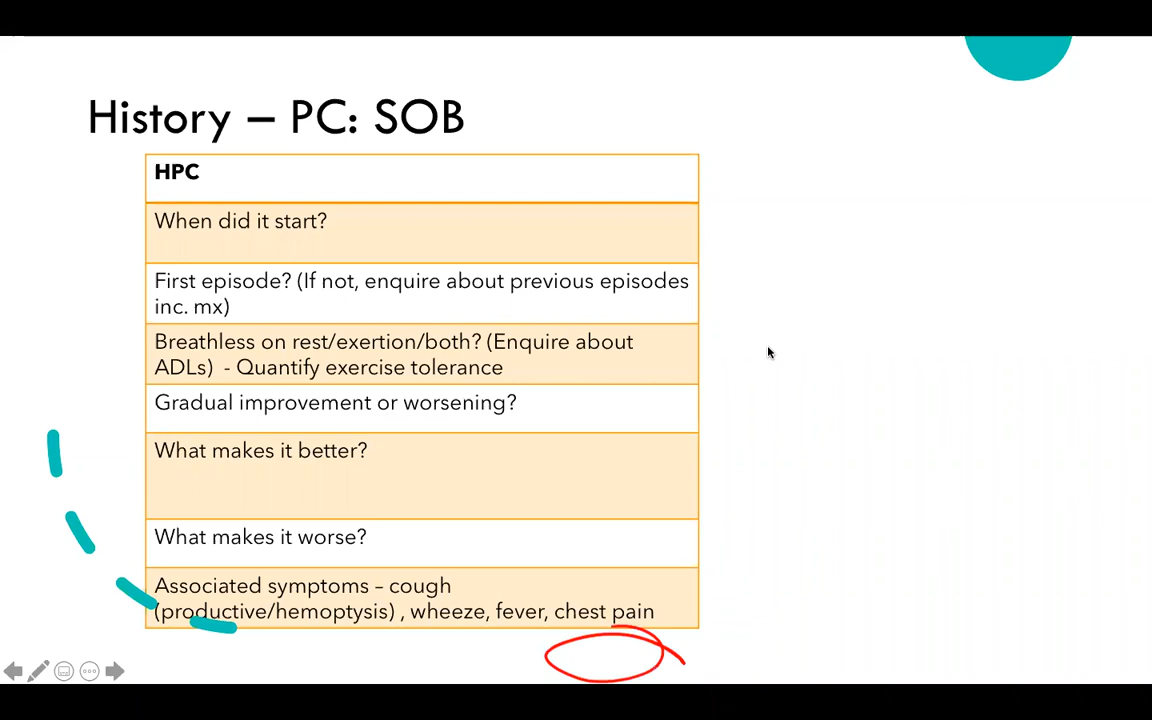 History – PC: SOB
HPC
When did it start?
First episode? (If not, enquire about previous episodes
inc. mx)
Breathless on rest/exertion/both? (Enquire about
ADLs)  - Quantify exercise tolerance
Gradual improvement or worsening?
What makes it better?
What makes it worse?
Associated symptoms – cough
(productive/hemoptysis) , wheeze, fever, chest pain